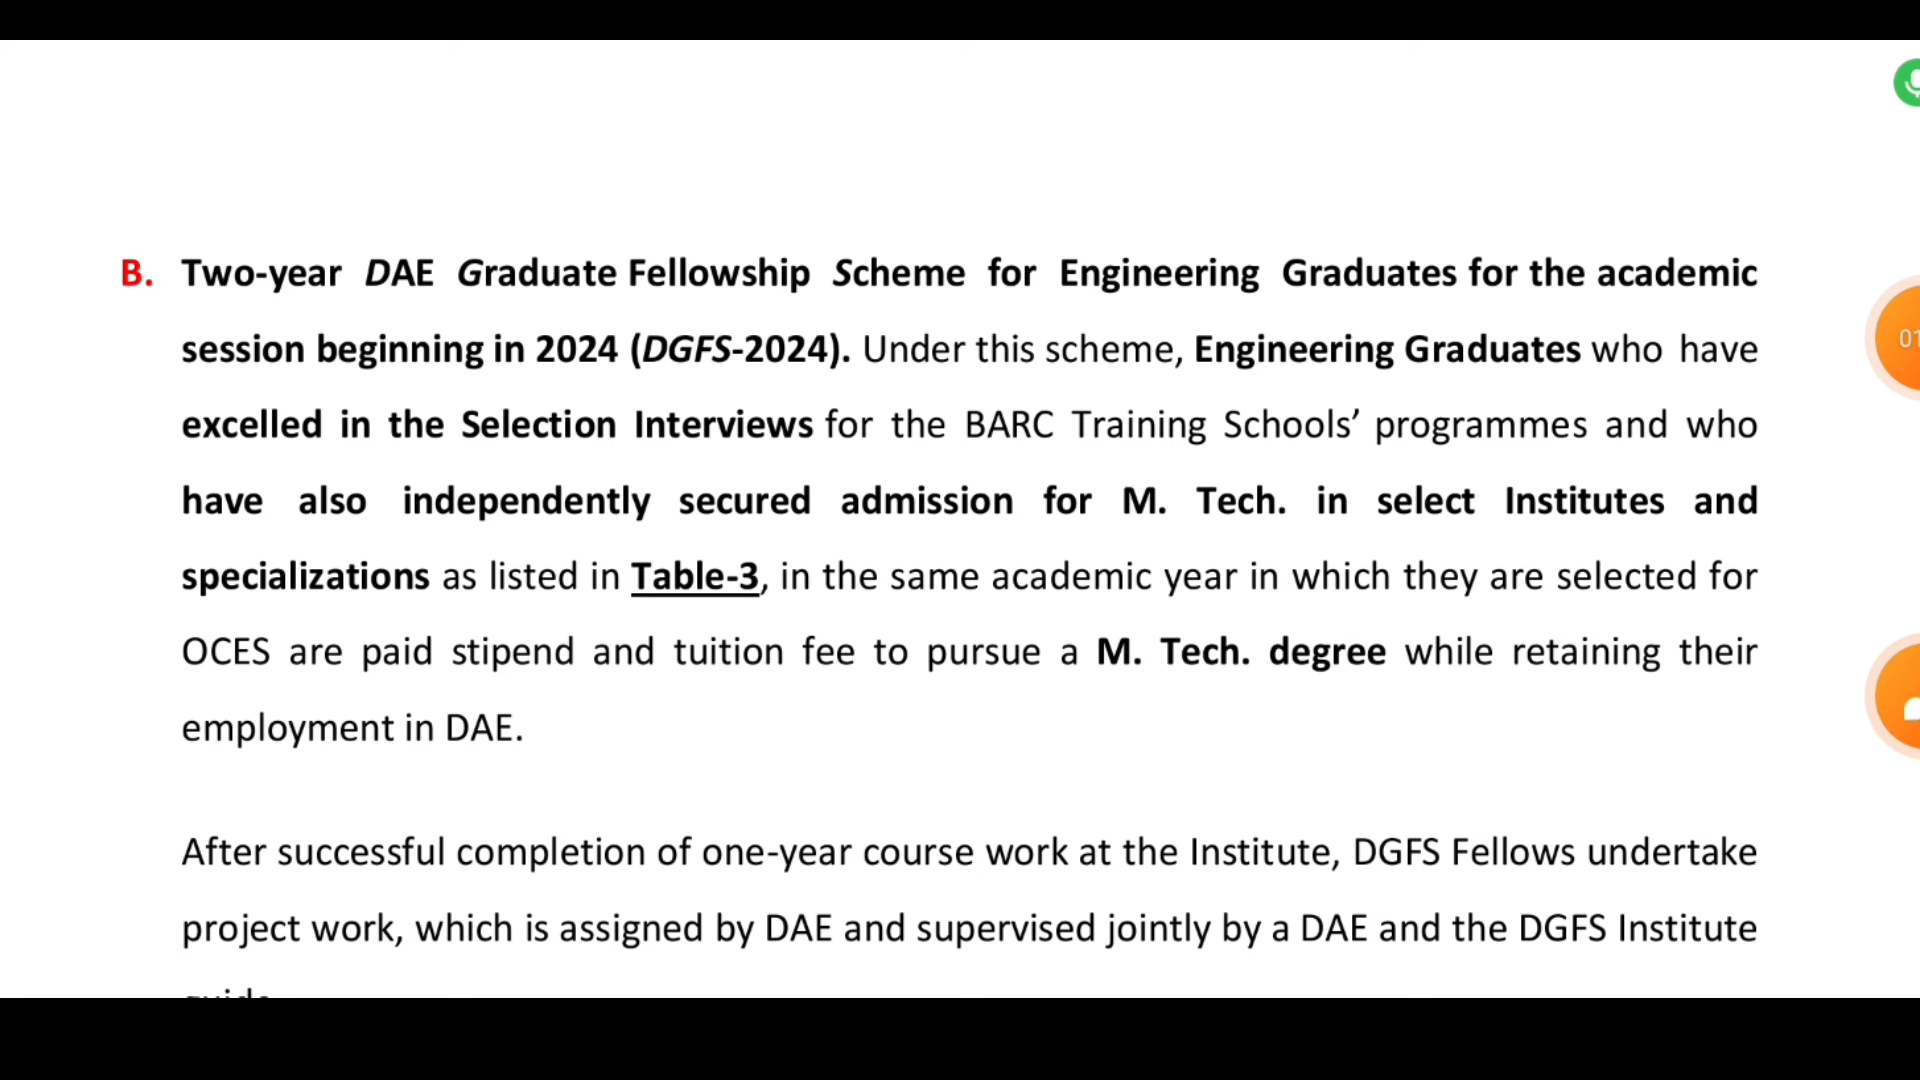 B. Two-year DAE Graduate Fellowship Scheme for Engineering Graduates for the academic
session beginning in 2024 (DGFS-2024). Under this scheme, Engineering Graduates who have
excelled in the Selection Interviews for the BARC Training Schools’ programmes and who
have also independently secured admission for M. Tech. in select Institutes and
specializations as listed in Table-3, in the same academic year in which they are selected for
OCES are paid stipend and tuition fee to pursue a M. Tech. degree while retaining their
employment in DAE.
After successful completion of one-year course work at the Institute, DGFS Fellows undertake
project work, which is assigned by DAE and supervised jointly by a DAE and the DGFS Institute
01